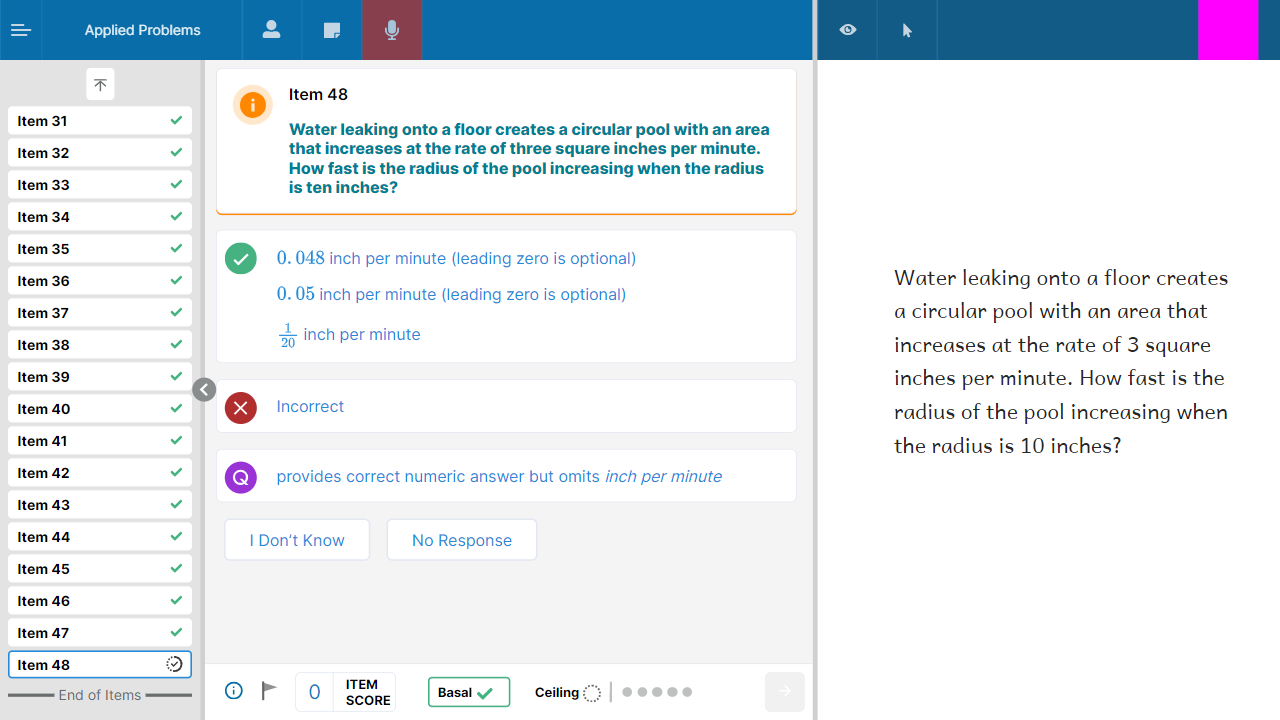 Applied Problems
Item 31
Item 32
Item 33
Item 34
Item 35
Item 36
Item 37
Item 38
Item 39
Item 40
Item 41
Item 42
Item 43
Item 44
Item 45
Item 46
Item 47
Item 48
End of Items
Item 48
Water leaking onto a floor creates a circular pool with an area
that increases at the rate of three square inches per minute.
How fast is the radius of the pool increasing when the radius
is ten inches?
0.048 inch per minute (leading zero is optional)
0.05 inch per minute (leading zero is optional)
1/20 inch per minute
Incorrect
Q provides correct numeric answer but omits inch per minute
I Don't Know
No Response
0 ITEM SCORE
Basal
Ceiling
Water leaking onto a floor creates
a circular pool with an area that
increases at the rate of 3 square
inches per minute. How fast is the
radius of the pool increasing when
the radius is 10 inches?